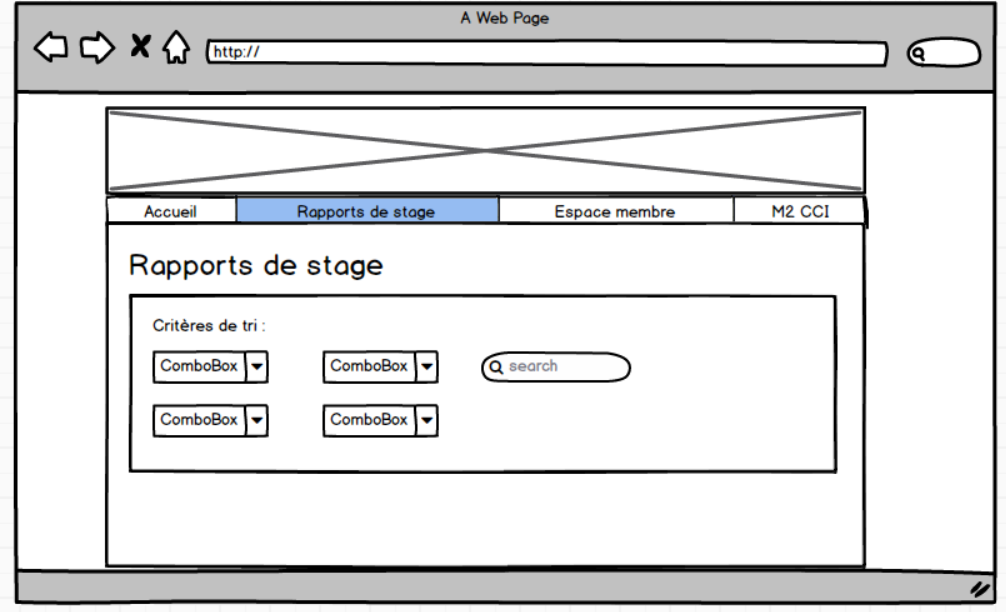 A Web Page
http://
Accueil Rapports de stage Espace membre M2 CCI
Rapports de stage
Critères de tri :
ComboBox ComboBox search
ComboBox ComboBox